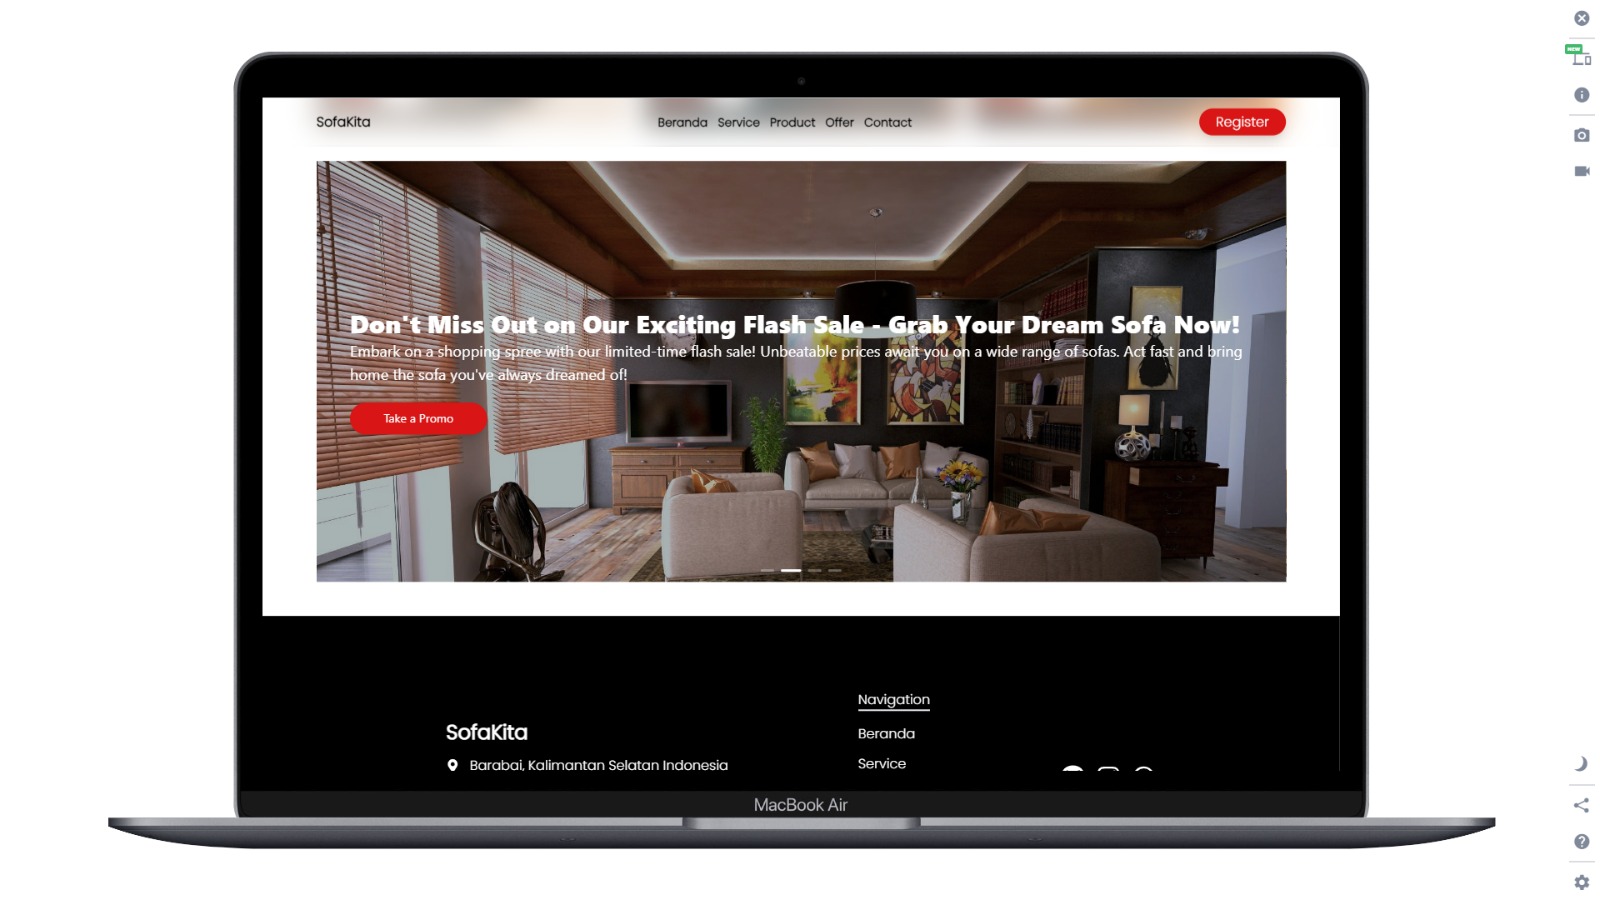 NEW
SofaKita
Beranda Service Product Offer Contact
Register
Don't Miss Out on Our Exciting Flash Sale - Grab Your Dream Sofa Now!
Embark on a shopping spree with our limited-time flash sale! Unbeatable prices await you on a wide range of sofas. Act fast and bring
home the sofa you've always dreamed of!
Take a Promo
Navigation
SofaKita
Beranda
Barabai, Kalimantan Selatan Indonesia
Service
MacBook Air